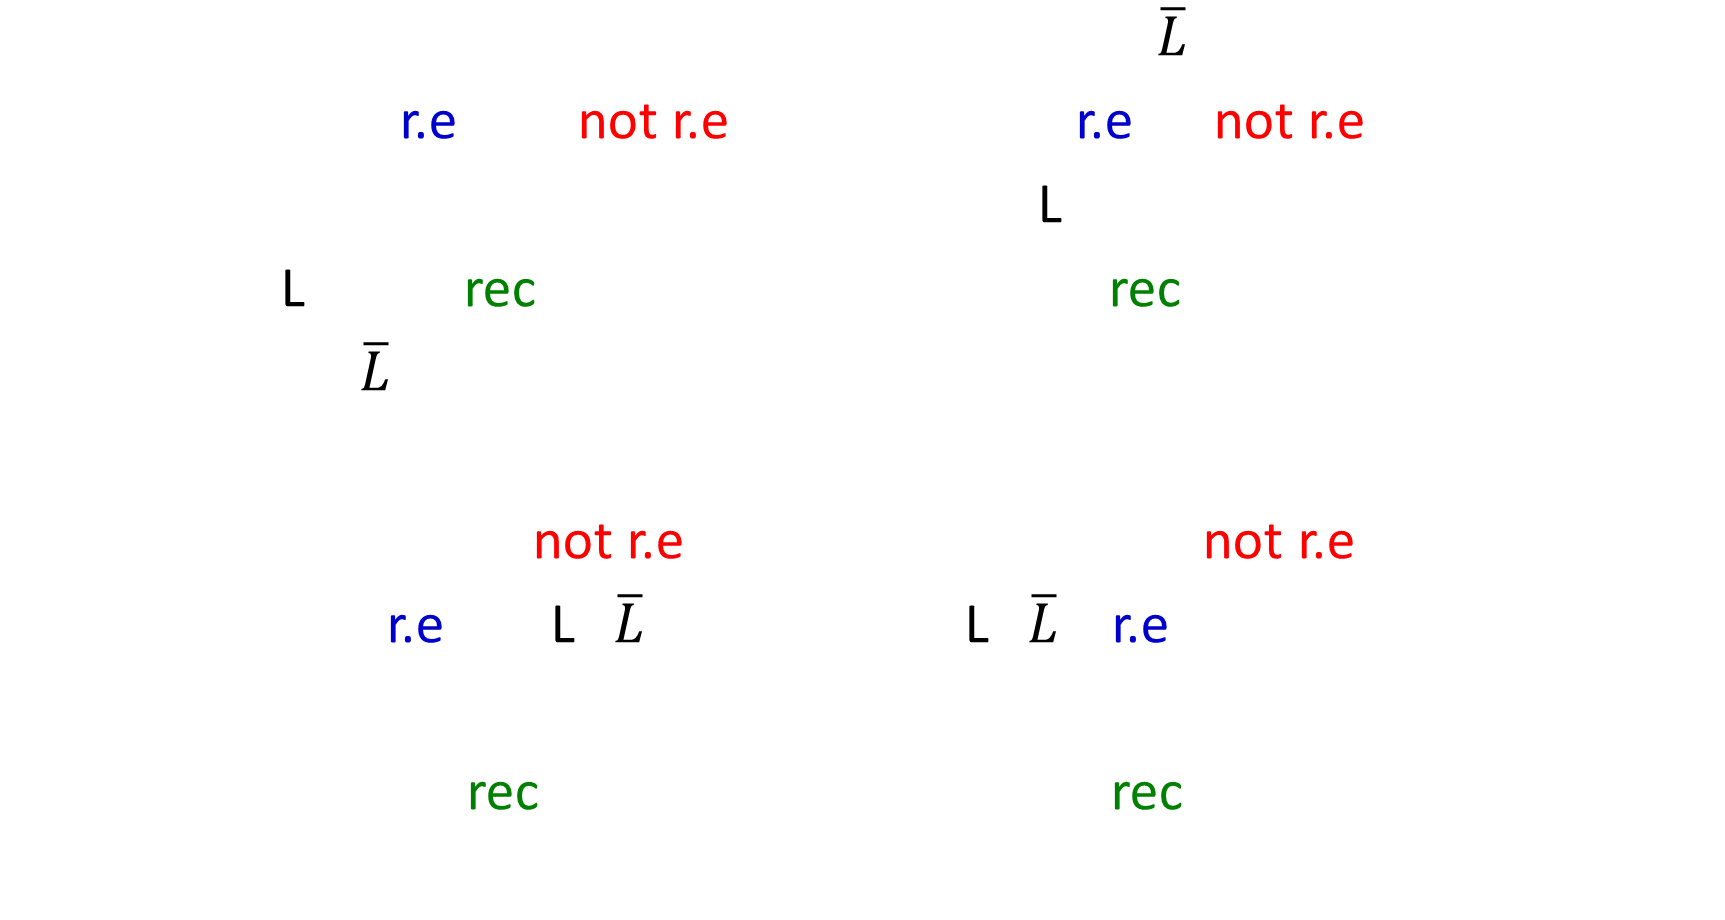 L̅
r.e not r.e r.e not r.e
L
L rec rec
L̅
not r.e not r.e
r.e L L̅ L L̅ r.e
rec rec